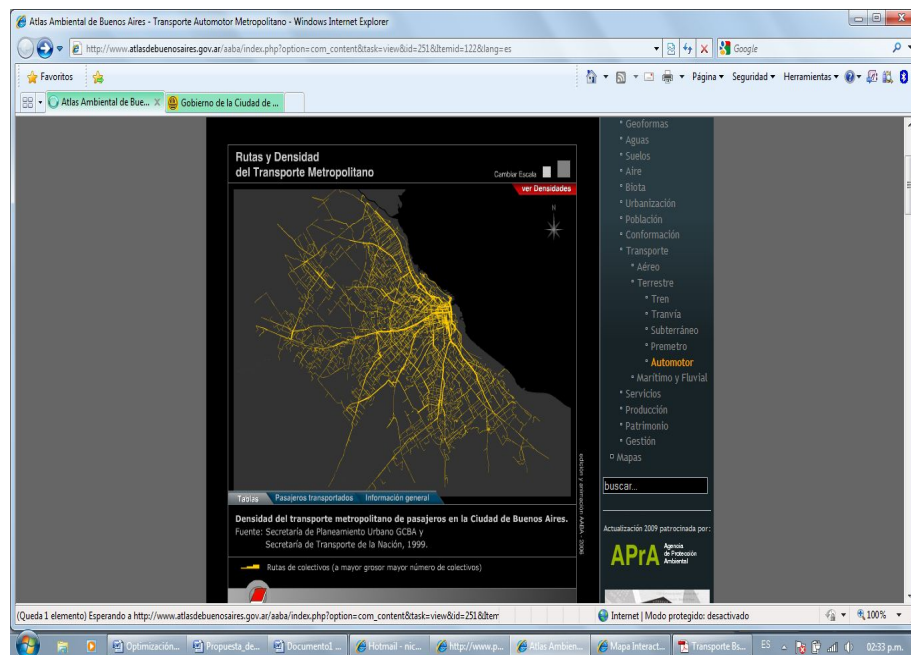 Atlas Ambiental de Buenos Aires - Transporte Automotor Metropolitano - Windows Internet Explorer
http://www.atlasdebuenosaires.gov.ar/aaba/index.php?option=com_content&task=view&id=251&Itemid=122&lang=es
Google
Favoritos
Página Seguridad Herramientas
Atlas Ambiental de Bue... X
Gobierno de la Ciudad de ...
Rutas y Densidad
del Transporte Metropolitano
Cambiar Escala
ver Densidades
N
edición y animación AABA - 2006
Tablas Pasajeros transportados Información general
Densidad del transporte metropolitano de pasajeros en la Ciudad de Buenos Aires.
Fuente: Secretaría de Planeamiento Urbano GCBA y
Secretaría de Transporte de la Nación, 1999.
Rutas de colectivos (a mayor grosor mayor número de colectivos)
Geoformas
Aguas
Suelos
Aire
Biota
Urbanización
Población
Conformación
Transporte
Aéreo
Terrestre
Tren
Tranvía
Subterráneo
Premetro
Automotor
Marítimo y Fluvial
Servicios
Producción
Patrimonio
Gestión
Mapas
buscar...
Actualización 2009 patrocinada por:
APrA Agencia
de Protección
Ambiental
(Queda 1 elemento) Esperando a http://www.atlasdebuenosaires.gov.ar/aaba/index.php?option=com_content&task=view&id=251&Item
Internet | Modo protegido: desactivado
100%
Optimización...
Propuesta_de...
Documento1 ...
Hotmail - nic...
http://www.p...
Atlas Ambien...
Mapa Interact...
Transporte Bs...
ES
02:33 p.m.